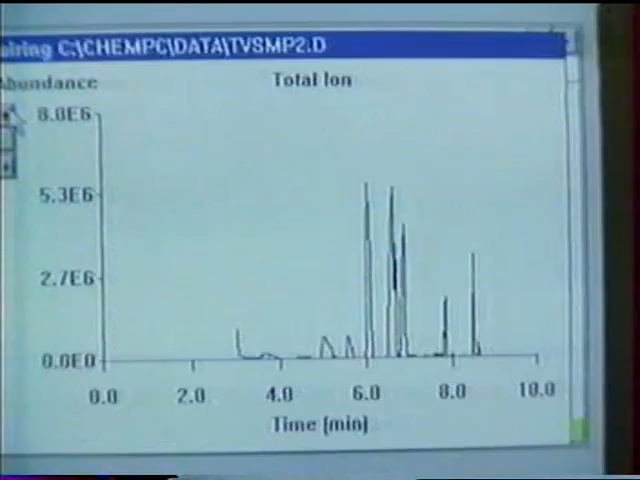 C:\CHEMPC\DATA\TVSMP2.D
Abundance
Total Ion
8.0E6
5.3E6
2.7E6
0.0E0
0.0 2.0 4.0 6.0 8.0 10.0
Time (min)